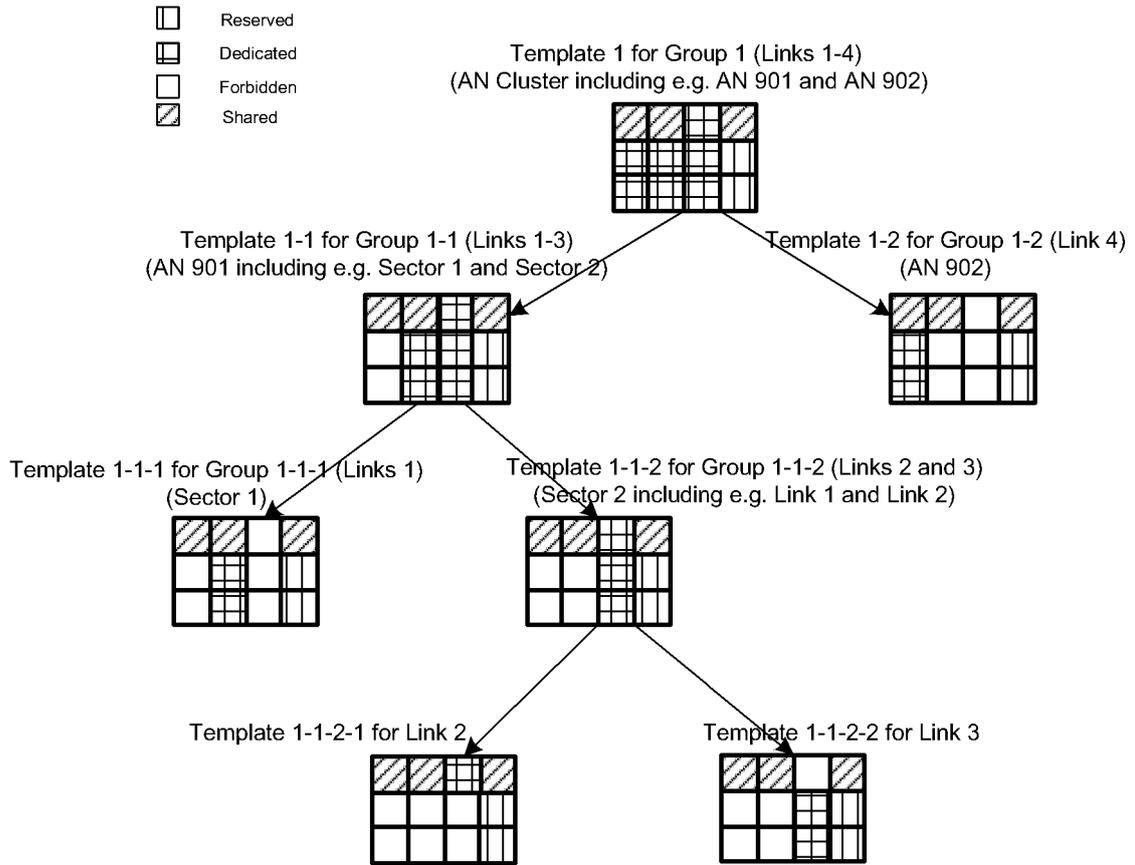 Reserved
Dedicated
Forbidden
Shared
Template 1 for Group 1 (Links 1-4)
(AN Cluster including e.g. AN 901 and AN 902)
Template 1-1 for Group 1-1 (Links 1-3)
(AN 901 including e.g. Sector 1 and Sector 2)
Template 1-2 for Group 1-2 (Link 4)
(AN 902)
Template 1-1-1 for Group 1-1-1 (Links 1)
(Sector 1)
Template 1-1-2 for Group 1-1-2 (Links 2 and 3)
(Sector 2 including e.g. Link 1 and Link 2)
Template 1-1-2-1 for Link 2
Template 1-1-2-2 for Link 3